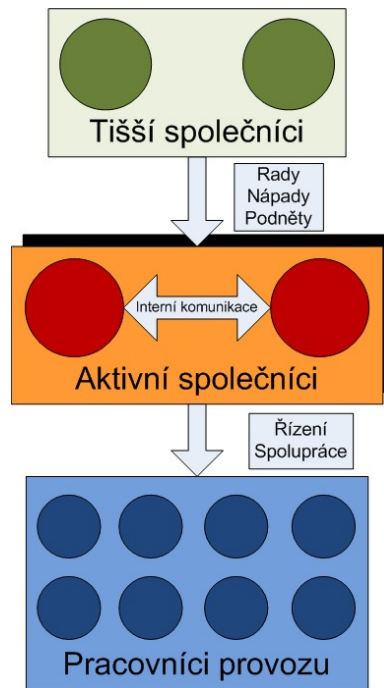 Tišší společníci
Rady
Nápady
Podněty
Interní komunikace
Aktivní společníci
Řízení
Spolupráce
Pracovníci provozu